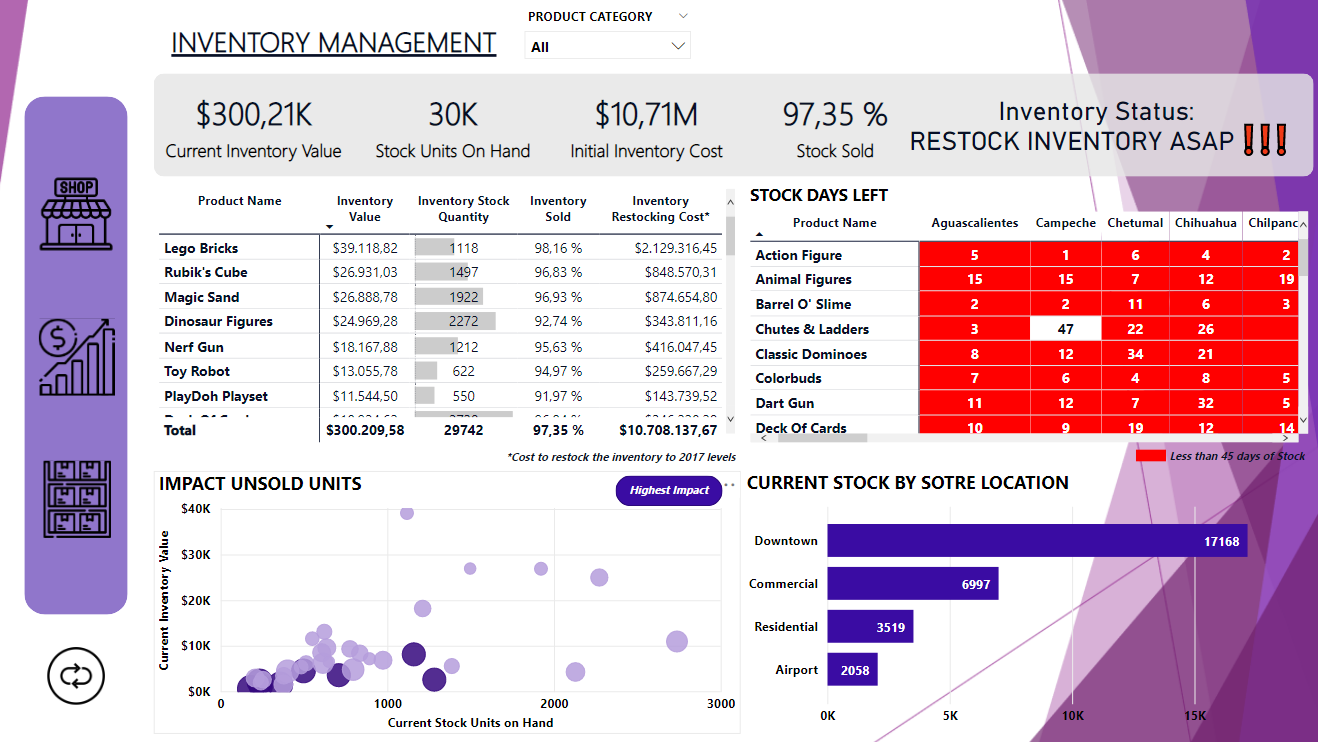 PRODUCT CATEGORY
INVENTORY MANAGEMENT
All
$300,21K
Current Inventory Value
30K
Stock Units On Hand
$10,71M
Initial Inventory Cost
97,35 %
Stock Sold
Inventory Status:
RESTOCK INVENTORY ASAP ❗❗❗
SHOP
$
Product Name Inventory Value Inventory Stock Quantity Inventory Sold Inventory Restocking Cost*
Lego Bricks $39.118,82 1118 98,16 % $2.129.316,45
Rubik's Cube $26.931,03 1497 96,83 % $848.570,31
Magic Sand $26.888,78 1922 96,93 % $874.654,80
Dinosaur Figures $24.969,28 2272 92,74 % $343.811,16
Nerf Gun $18.167,88 1212 95,63 % $416.047,45
Toy Robot $13.055,78 622 94,97 % $259.667,29
PlayDoh Playset $11.544,50 550 91,97 % $143.739,52
Total $300.209,58 29742 97,35 % $10.708.137,67
*Cost to restock the inventory to 2017 levels
STOCK DAYS LEFT
Product Name Aguascalientes Campeche Chetumal Chihuahua Chilpanc
Action Figure 5 1 6 4 2
Animal Figures 15 15 7 12 19
Barrel O' Slime 2 2 11 6 3
Chutes & Ladders 3 47 22 26
Classic Dominoes 8 12 34 21
Colorbuds 7 6 4 8 5
Dart Gun 11 12 7 32 5
Deck Of Cards 10 9 19 12 14
Less than 45 days of Stock
IMPACT UNSOLD UNITS
Highest Impact
Current Inventory Value
$40K
$30K
$20K
$10K
$0K
0 1000 2000 3000
Current Stock Units on Hand
CURRENT STOCK BY SOTRE LOCATION
Downtown 17168
Commercial 6997
Residential 3519
Airport 2058
0K 5K 10K 15K